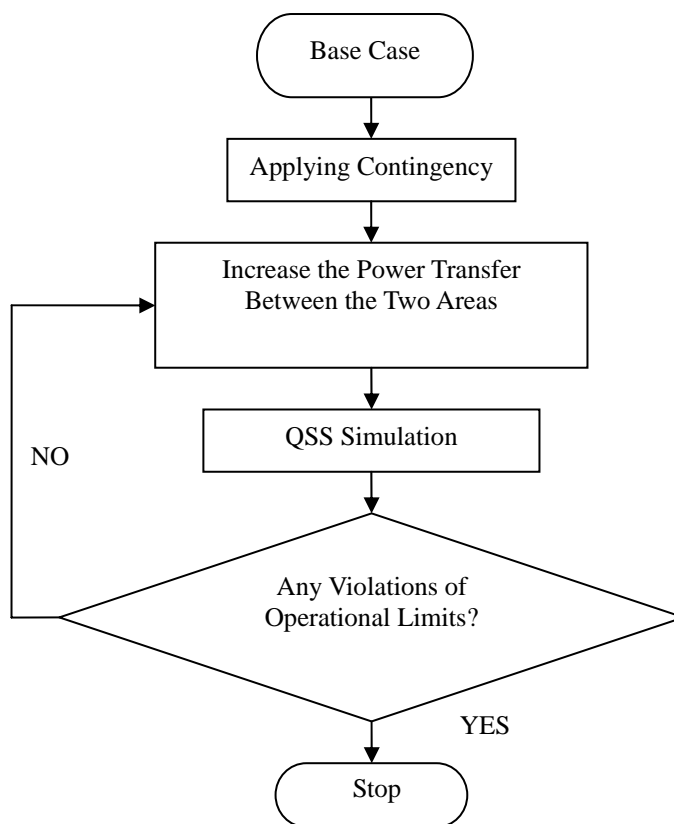 Base Case
Applying Contingency
Increase the Power Transfer
Between the Two Areas
QSS Simulation
NO
Any Violations of
Operational Limits?
YES
Stop